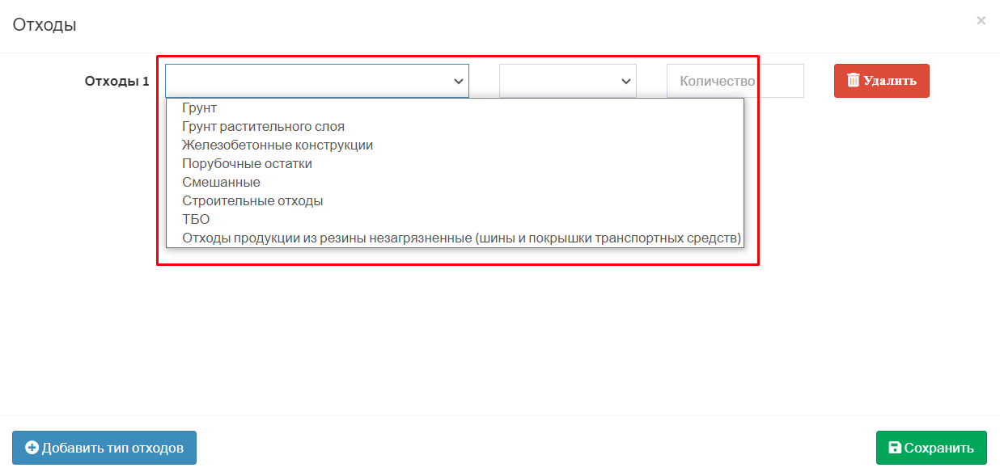 Отходы
×
Отходы 1
Количество
Удалить
Грунт
Грунт растительного слоя
Железобетонные конструкции
Порубочные остатки
Смешанные
Строительные отходы
ТБО
Отходы продукции из резины незагрязненные (шины и покрышки транспортных средств)
Добавить тип отходов
Сохранить